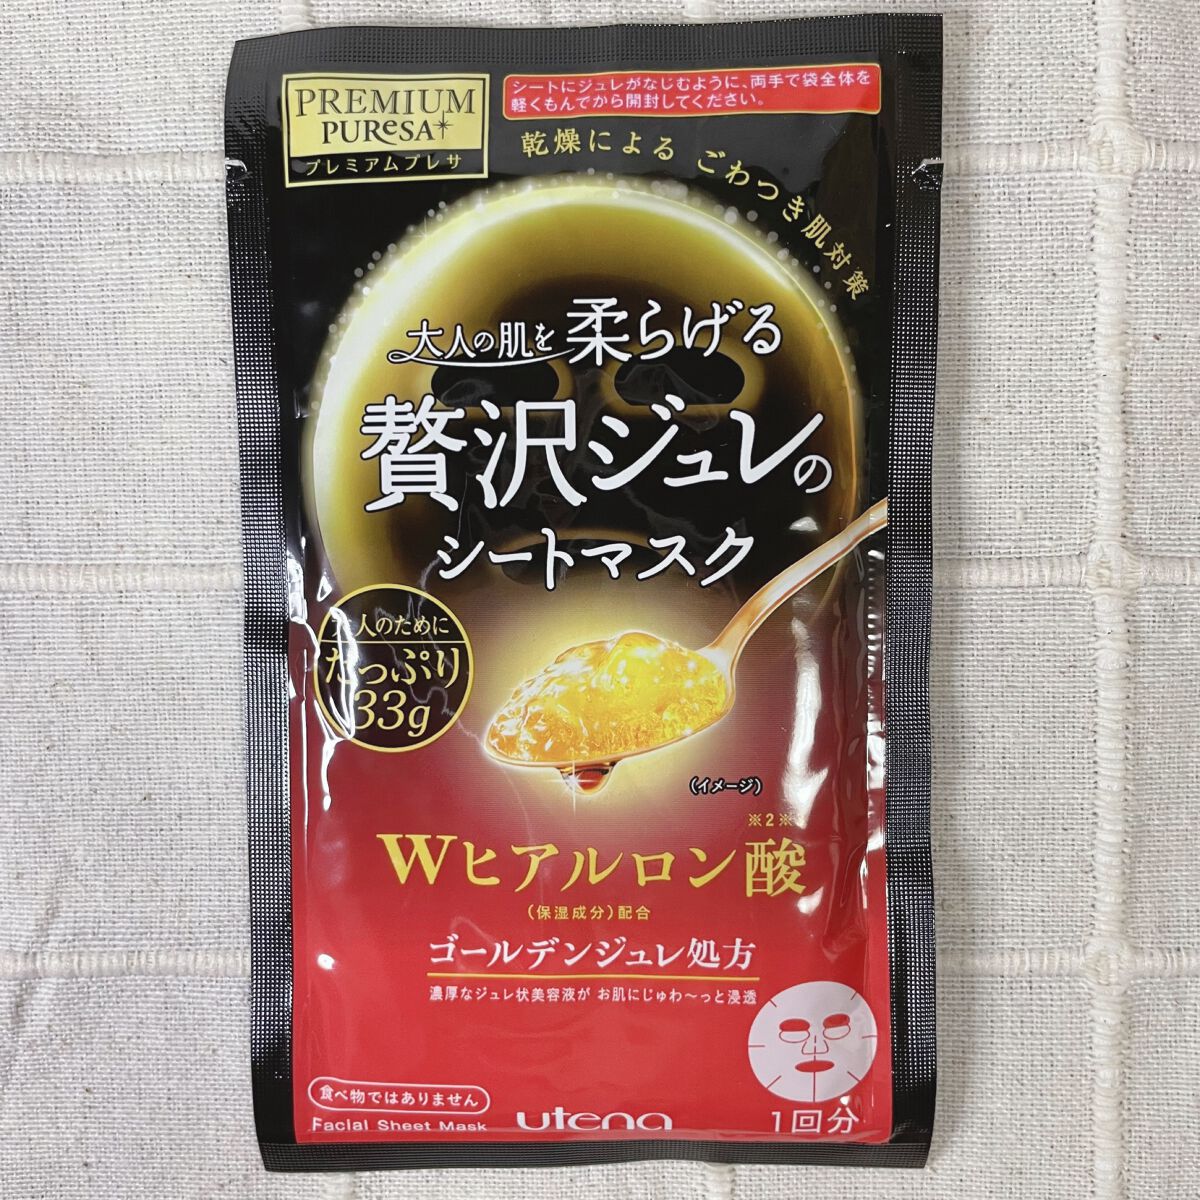 PREMIUM
PURESA
プレミアムプレサ
シートにジュレがなじむように、両手で袋全体を
軽くもんでから開封してください。
乾燥による ごわつき肌対策
大人の肌を柔らげる
贅沢ジュレの
シートマスク
大人のために
たっぷり
33g
(イメージ)
※2※
Wヒアルロン酸
(保湿成分)配合
ゴールデンジュレ処方
濃厚なジュレ状美容液が お肌にじゅわ〜っと浸透
食べ物ではありません
Facial Sheet Mask
utena
1回分